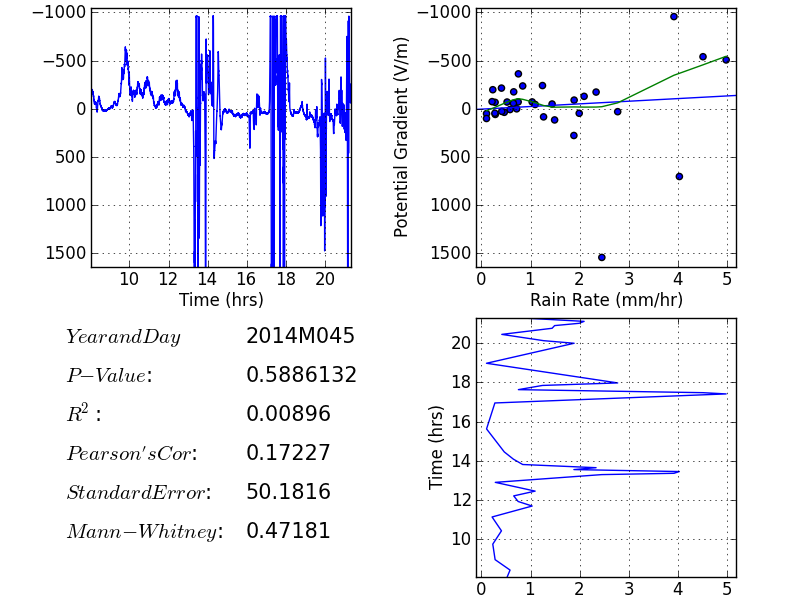 −1000
−500
0
500
1000
1500
10 12 14 16 18 20
Time (hrs)
Potential Gradient (V/m)
−1000
−500
0
500
1000
1500
0 1 2 3 4 5
Rain Rate (mm/hr)
YearandDay 2014M045
P−Value: 0.5886132
R² : 0.00896
Pearson'sCor: 0.17227
StandardError: 50.1816
Mann−Whitney: 0.47181
Time (hrs)
20
18
16
14
12
10
0 1 2 3 4 5